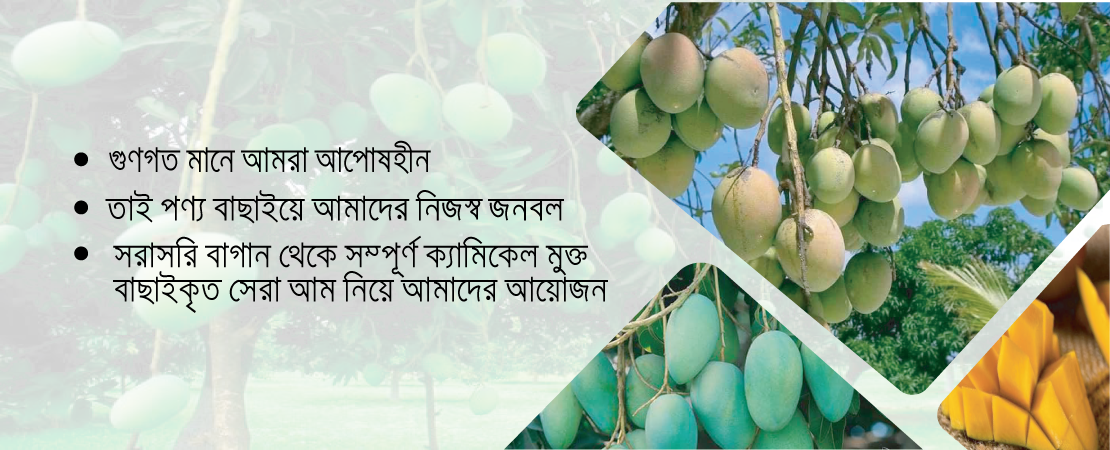 • গুণগত মানে আমরা আপোষহীন
• তাই পণ্য বাছাইয়ে আমাদের নিজস্ব জনবল
• সরাসরি বাগান থেকে সম্পূর্ণ ক্যামিকেল মুক্ত
বাছাইকৃত সেরা আম নিয়ে আমাদের আয়োজন